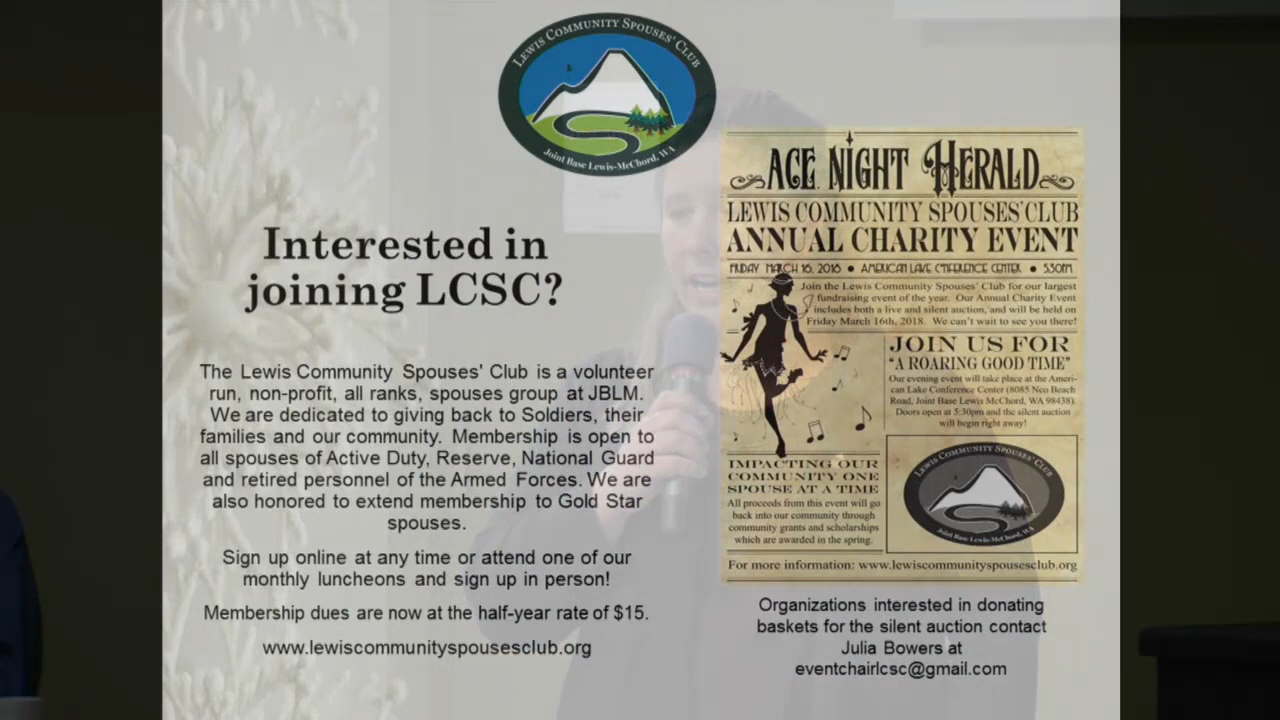 LEWIS COMMUNITY SPOUSES' CLUB
Joint Base Lewis-McChord, WA
Interested in
joining LCSC?
The Lewis Community Spouses' Club is a volunteer
run, non-profit, all ranks, spouses group at JBLM.
We are dedicated to giving back to Soldiers, their
families and our community. Membership is open to
all spouses of Active Duty, Reserve, National Guard
and retired personnel of the Armed Forces. We are
also honored to extend membership to Gold Star
spouses.
Sign up online at any time or attend one of our
monthly luncheons and sign up in person!
Membership dues are now at the half-year rate of $15.
www.lewiscommunityspousesclub.org
ACE NIGHT HERALD
LEWIS COMMUNITY SPOUSES' CLUB
ANNUAL CHARITY EVENT
FRIDAY MARCH 16, 2018 • AMERICAN LAKE CONFERENCE CENTER • 5:30PM
Join the Lewis Community Spouses' Club for our largest
fundraising event of the year. Our Annual Charity Event
includes both a live and silent auction, and will be held on
Friday March 16th, 2018. We can't wait to see you there!
JOIN US FOR
"A ROARING GOOD TIME"
Our evening event will take place at the Ameri-
can Lake Conference Center (8085 Nco Beach
Road, Joint Base Lewis McChord, WA 98438).
Doors open at 5:30pm and the silent auction
will begin right away!
IMPACTING OUR
COMMUNITY ONE
SPOUSE AT A TIME
All proceeds from this event will go
back into our community through
community grants and scholarships
which are awarded in the spring.
LEWIS COMMUNITY SPOUSES' CLUB
Joint Base Lewis-McChord, WA
For more information: www.lewiscommunityspousesclub.org
Organizations interested in donating
baskets for the silent auction contact
Julia Bowers at
eventchairlcsc@gmail.com